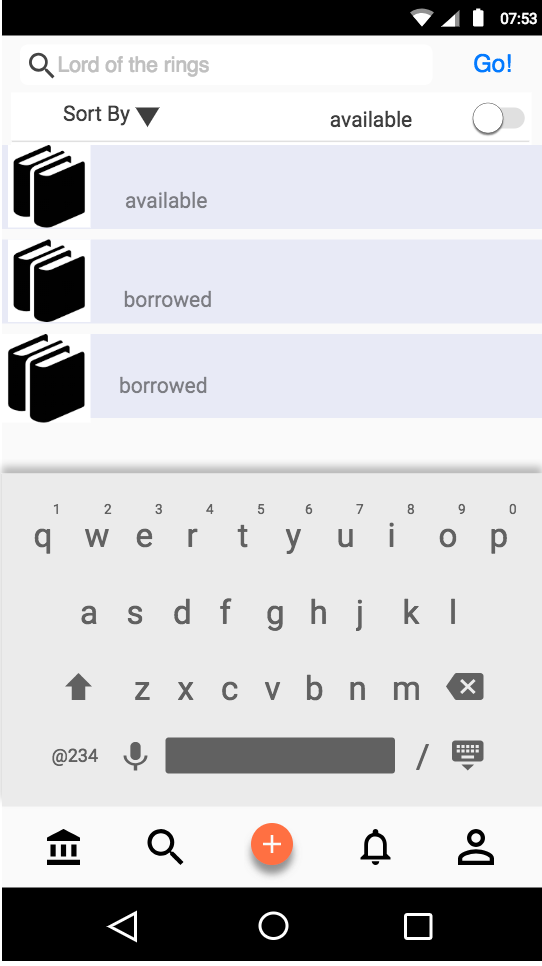 07:53
Lord of the rings Go!
Sort By available
available
borrowed
borrowed
1 2 3 4 5 6 7 8 9 0
q w e r t y u i o p
a s d f g h j k l
z x c v b n m
@234 /